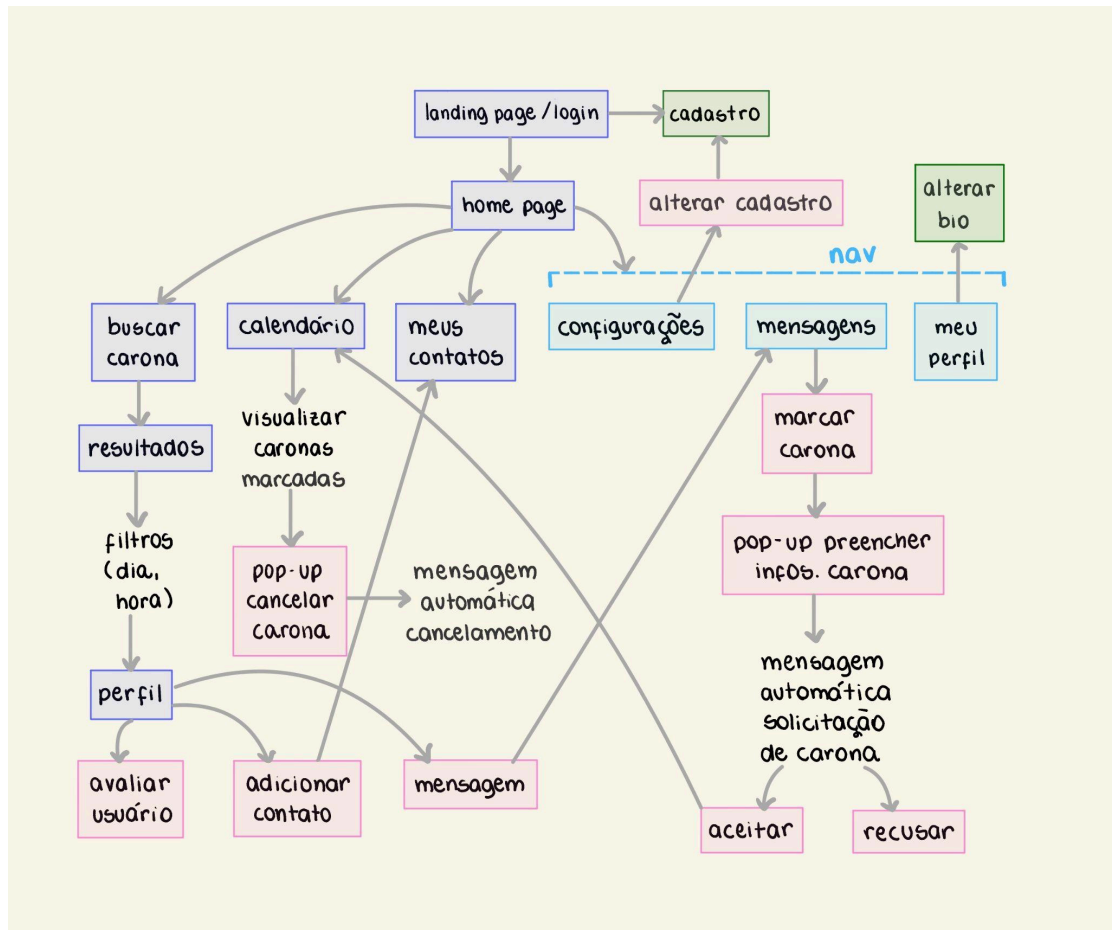 landing page / login
cadastro
home page
alterar cadastro
alterar
bio
nav
buscar
carona
calendário
meus
contatos
configurações
mensagens
meu
perfil
resultados
visualizar
caronas
marcadas
marcar
carona
filtros
(dia,
hora)
pop-up
cancelar
carona
mensagem
automática
cancelamento
pop-up preencher
infos. carona
perfil
mensagem
automática
solicitação
de carona
avaliar
usuário
adicionar
contato
mensagem
aceitar
recusar